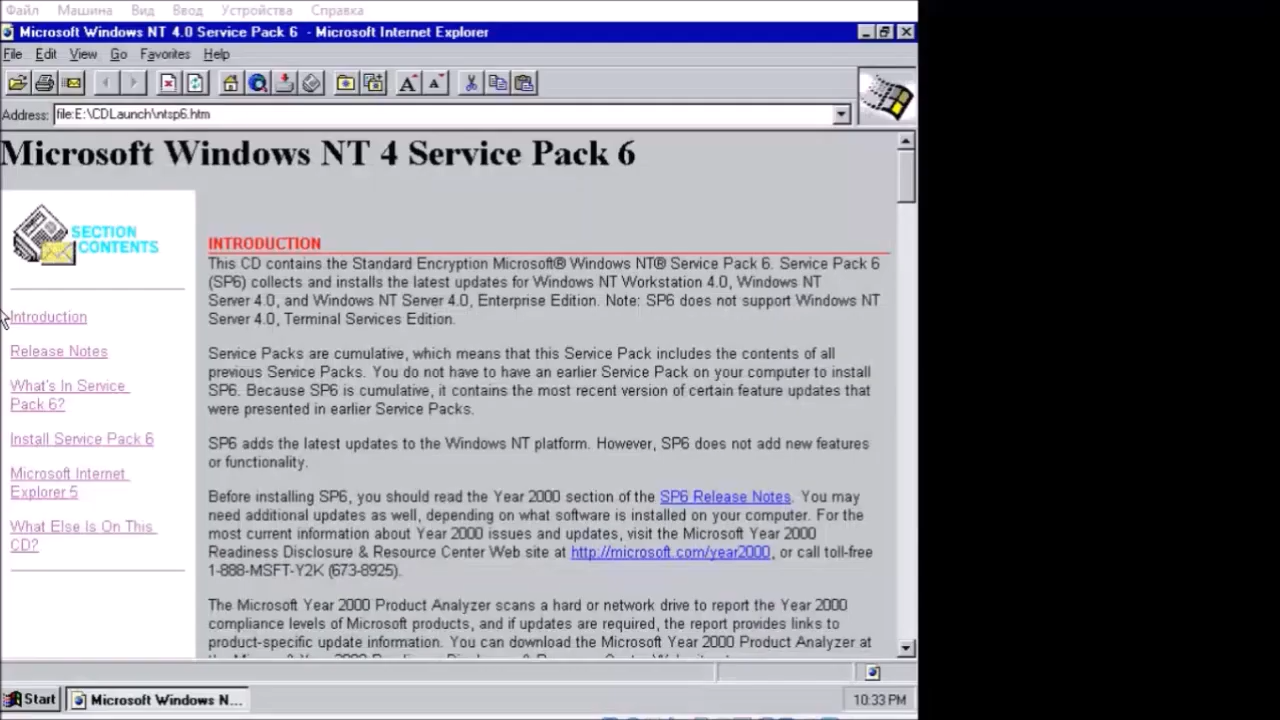 Файл Машина Вид Ввод Устройства Справка
Microsoft Windows NT 4.0 Service Pack 6 - Microsoft Internet Explorer
File Edit View Go Favorites Help
Address: file:E:\CDLaunch\ntsp6.htm
Microsoft Windows NT 4 Service Pack 6
SECTION
CONTENTS
Introduction
Release Notes
What's In Service
Pack 6?
Install Service Pack 6
Microsoft Internet
Explorer 5
What Else Is On This
CD?
INTRODUCTION
This CD contains the Standard Encryption Microsoft® Windows NT® Service Pack 6. Service Pack 6
(SP6) collects and installs the latest updates for Windows NT Workstation 4.0, Windows NT
Server 4.0, and Windows NT Server 4.0, Enterprise Edition. Note: SP6 does not support Windows NT
Server 4.0, Terminal Services Edition.
Service Packs are cumulative, which means that this Service Pack includes the contents of all
previous Service Packs. You do not have to have an earlier Service Pack on your computer to install
SP6. Because SP6 is cumulative, it contains the most recent version of certain feature updates that
were presented in earlier Service Packs.
SP6 adds the latest updates to the Windows NT platform. However, SP6 does not add new features
or functionality.
Before installing SP6, you should read the Year 2000 section of the SP6 Release Notes. You may
need additional updates as well, depending on what software is installed on your computer. For the
most current information about Year 2000 issues and updates, visit the Microsoft Year 2000
Readiness Disclosure & Resource Center Web site at http://microsoft.com/year2000, or call toll-free
1-888-MSFT-Y2K (673-8925).
The Microsoft Year 2000 Product Analyzer scans a hard or network drive to report the Year 2000
compliance levels of Microsoft products, and if updates are required, the report provides links to
product-specific update information. You can download the Microsoft Year 2000 Product Analyzer at
Start Microsoft Windows N... 10:33 PM